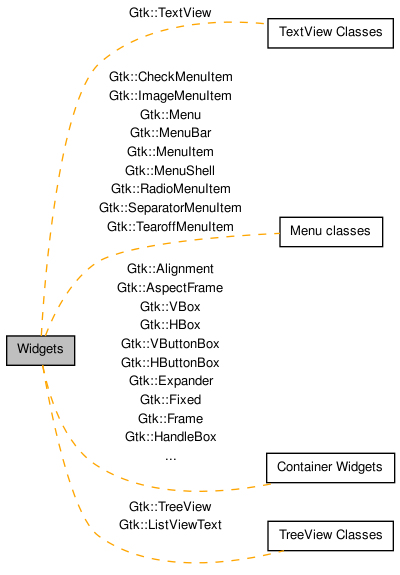 Gtk::TextView
TextView Classes
Gtk::CheckMenuItem
Gtk::ImageMenuItem
Gtk::Menu
Gtk::MenuBar
Gtk::MenuItem
Gtk::MenuShell
Gtk::RadioMenuItem
Gtk::SeparatorMenuItem
Gtk::TearoffMenuItem
Menu classes
Gtk::Alignment
Gtk::AspectFrame
Gtk::VBox
Gtk::HBox
Gtk::VButtonBox
Gtk::HButtonBox
Gtk::Expander
Gtk::Fixed
Gtk::Frame
Gtk::HandleBox
...
Widgets
Container Widgets
Gtk::TreeView
Gtk::ListViewText
TreeView Classes